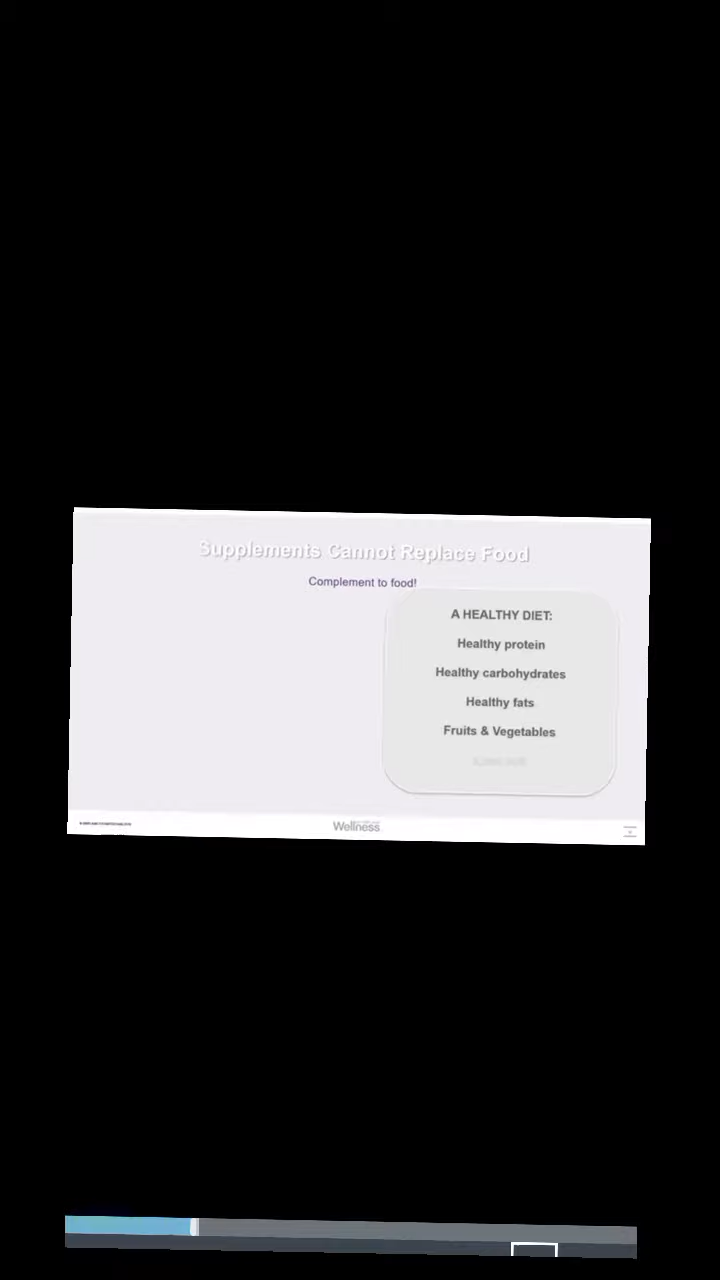 Supplements Cannot Replace Food
Complement to food!
A HEALTHY DIET:
Healthy protein
Healthy carbohydrates
Healthy fats
Fruits & Vegetables
Wellness